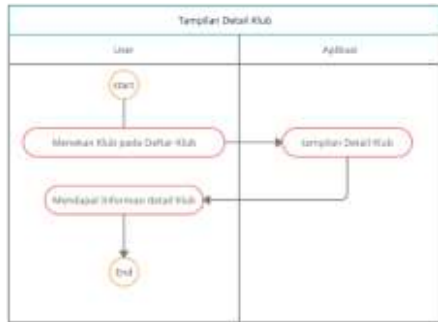 Tampilan Detail Klub
User
Aplikasi
start
Menekan Klub pada Daftar Klub
tampilan Detail Klub
Mendapat Informasi detail Klub
End